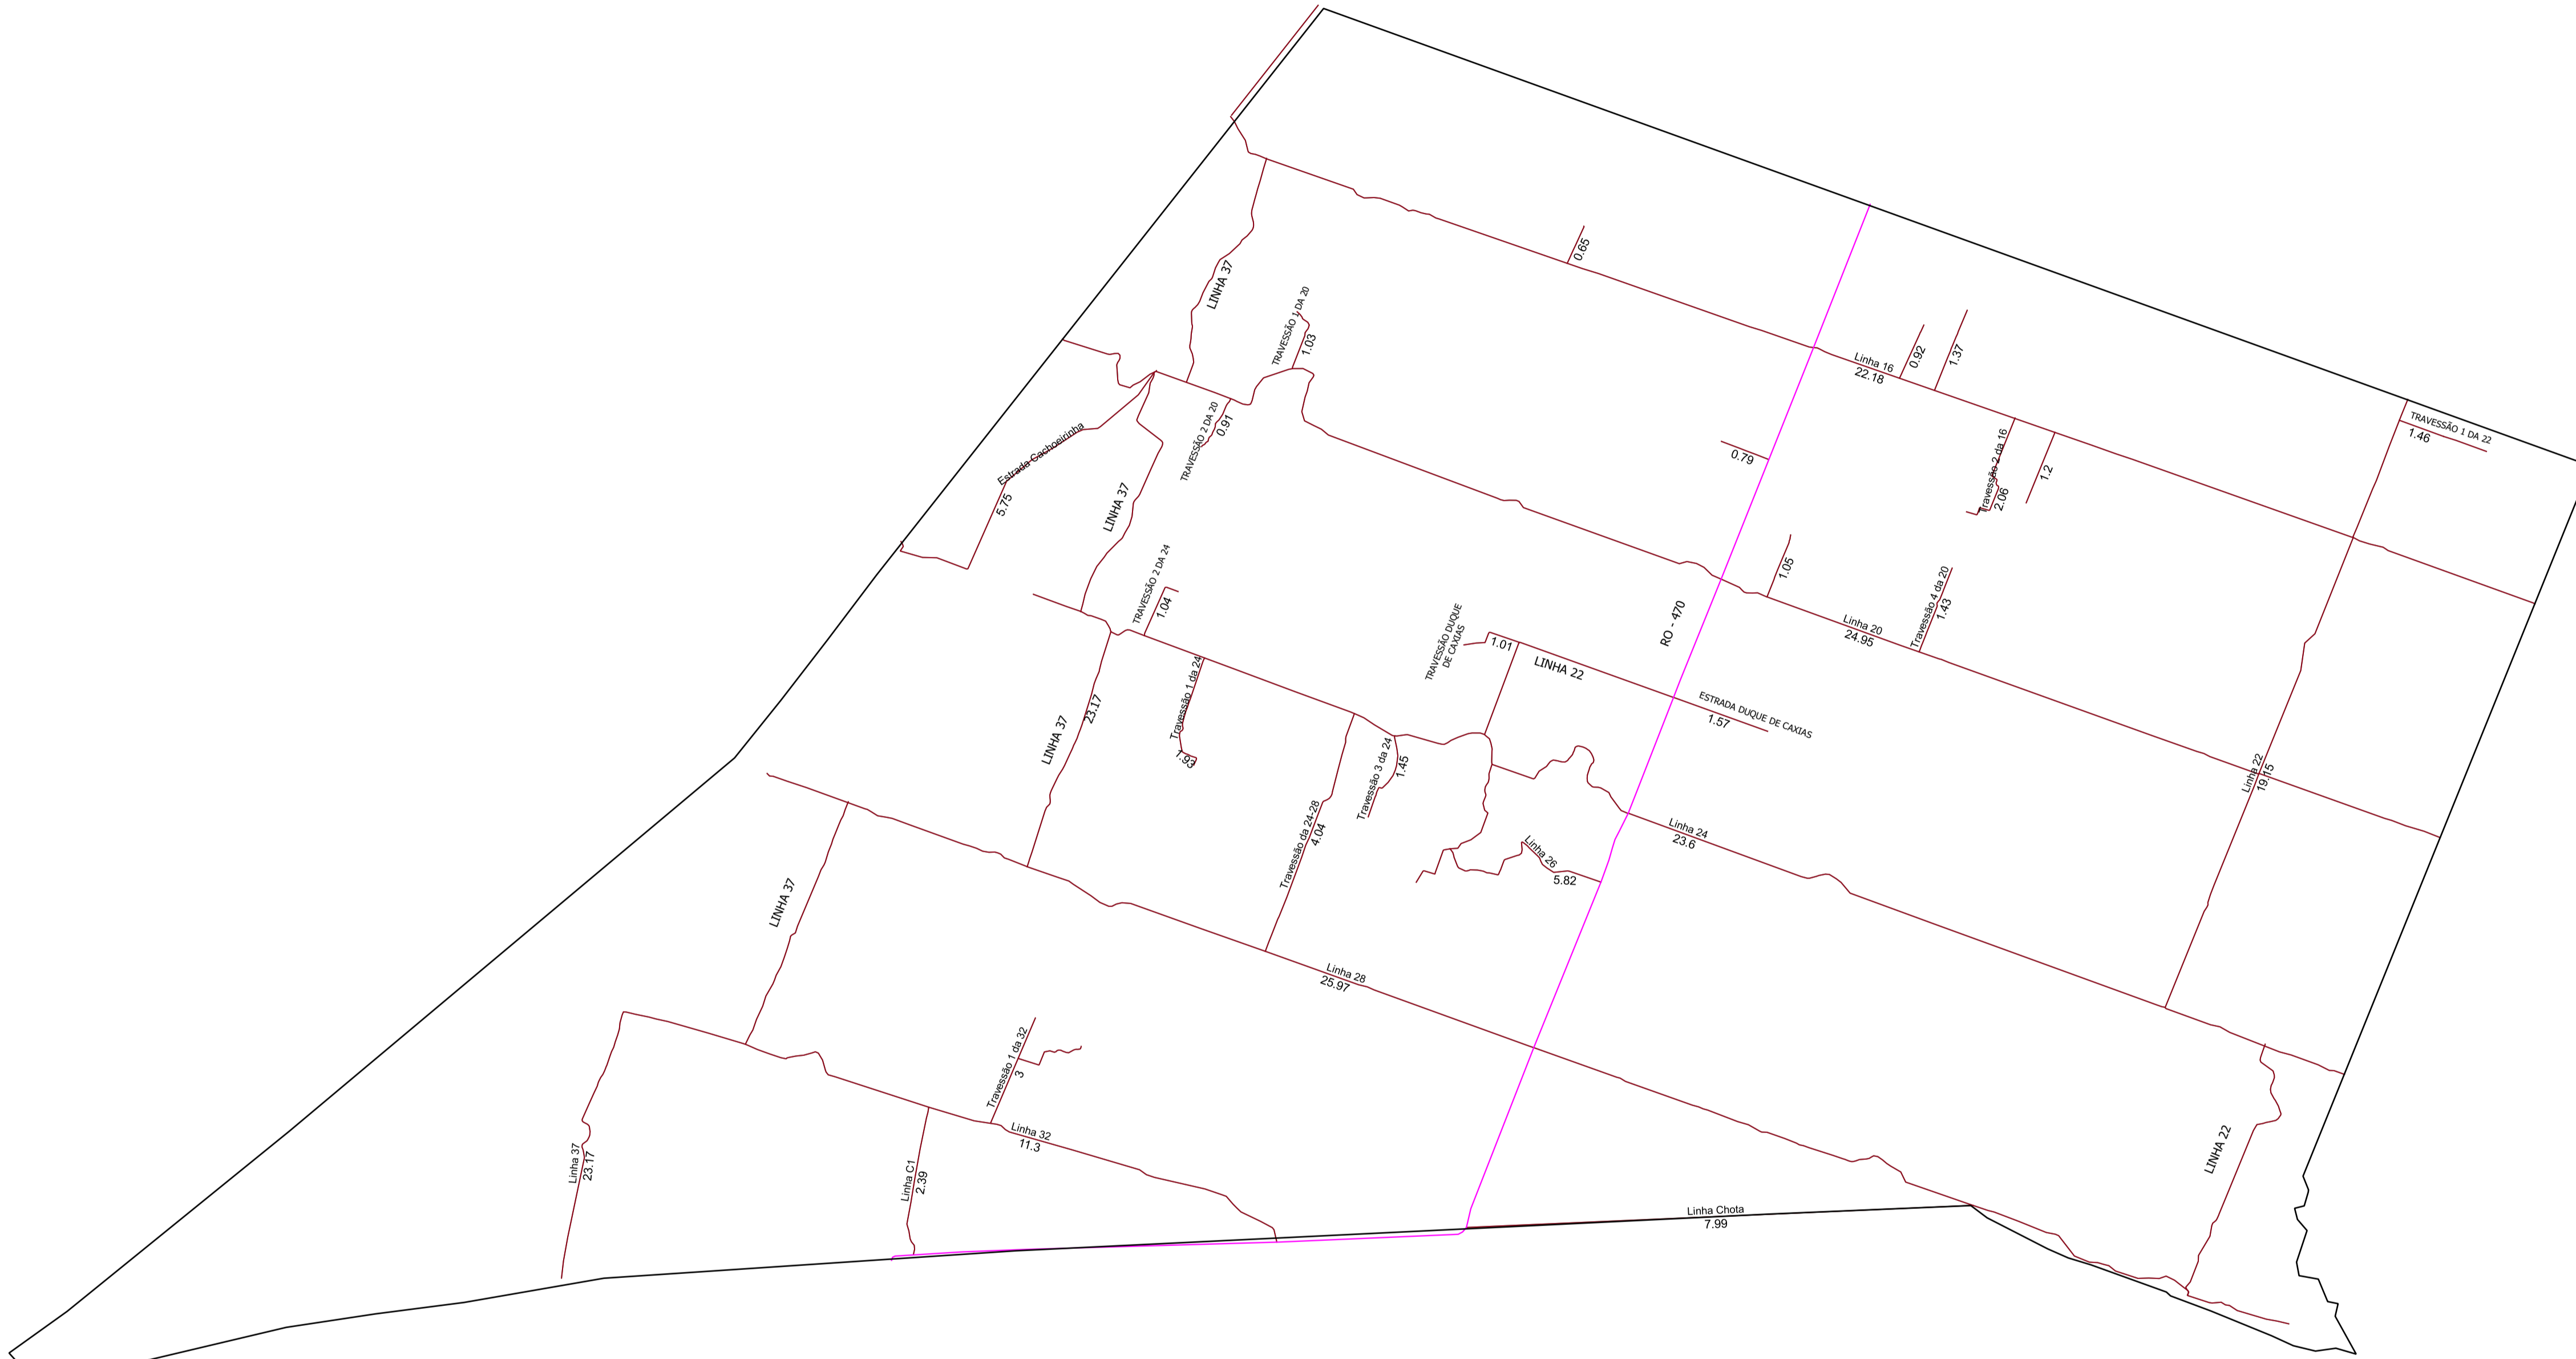 LINHA 37
0.65
TRAVESSÃO 1 DA 20
1.03
Linha 16
22.18
0.92
1.37
TRAVESSÃO 1 DA 22
1.46
Estrada Cachoeirinha
5.75
TRAVESSÃO 2 DA 20
0.91
LINHA 37
0.79
Travessão 2 da 16
2.06
1.2
TRAVESSÃO 2 DA 24
1.04
1.05
Travessão 4 da 20
1.43
Linha 20
24.95
RO - 470
TRAVESSÃO DUQUE
DE CAXIAS
1.01
LINHA 22
ESTRADA DUQUE DE CAXIAS
1.57
LINHA 37
23.17
Travessão 1 da 24
1.93
Travessão 3 da 24
1.45
Linha 22
19.15
Travessão da 24-28
4.04
Linha 24
23.6
Linha 26
5.82
LINHA 37
Linha 28
25.97
Travessão 1 da 32
3
Linha 32
11.3
Linha 37
23.17
Linha C1
2.39
LINHA 22
Linha Chota
7.99